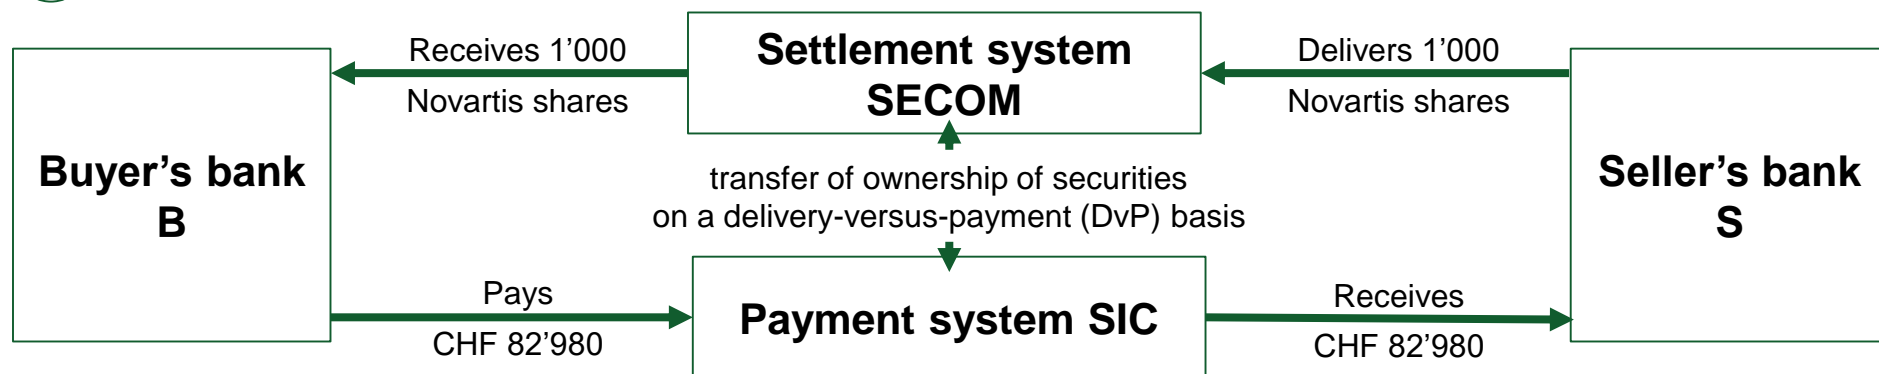 Receives 1’000
Novartis shares
Settlement system
SECOM
Delivers 1’000
Novartis shares
Buyer’s bank
B
transfer of ownership of securities
on a delivery-versus-payment (DvP) basis
Seller’s bank
S
Pays
CHF 82’980
Payment system SIC
Receives
CHF 82’980